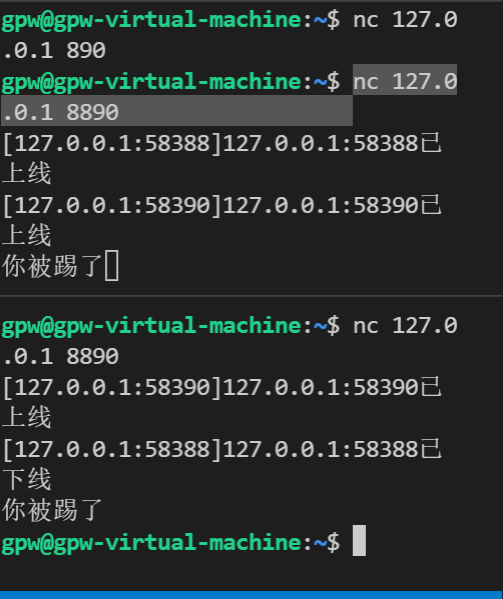 gpw@gpw-virtual-machine:~$ nc 127.0
.0.1 890
gpw@gpw-virtual-machine:~$ nc 127.0
.0.1 8890
[127.0.0.1:58388]127.0.0.1:58388已
上线
[127.0.0.1:58390]127.0.0.1:58390已
上线
你被踢了
gpw@gpw-virtual-machine:~$ nc 127.0
.0.1 8890
[127.0.0.1:58390]127.0.0.1:58390已
上线
[127.0.0.1:58388]127.0.0.1:58388已
下线
你被踢了
gpw@gpw-virtual-machine:~$